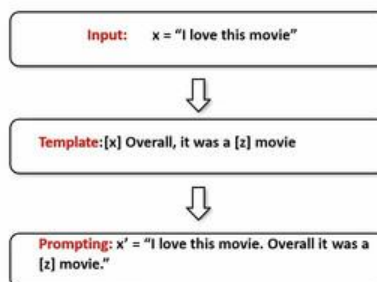 Input: x = “I love this movie”
Template:[x] Overall, it was a [z] movie
Prompting: x’ = “I love this movie. Overall it was a
[z] movie.”